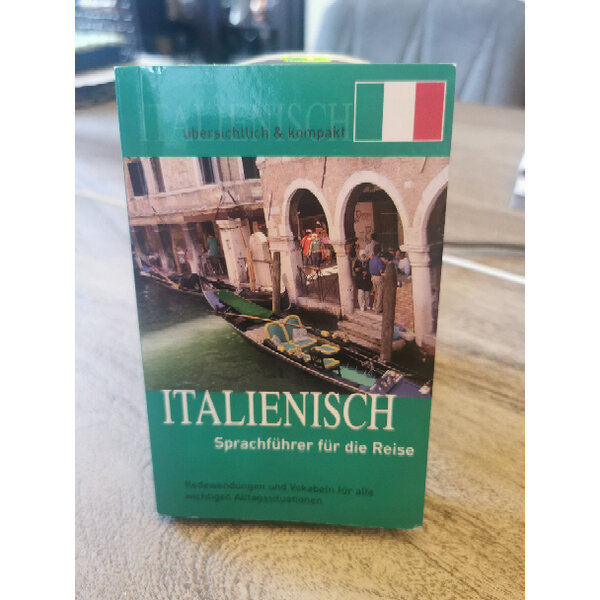 ITALIENISCH
übersichtlich & kompakt
ITALIENISCH
Sprachführer für die Reise
Redewendungen und Vokabeln für alle
wichtigen Alltagssituationen